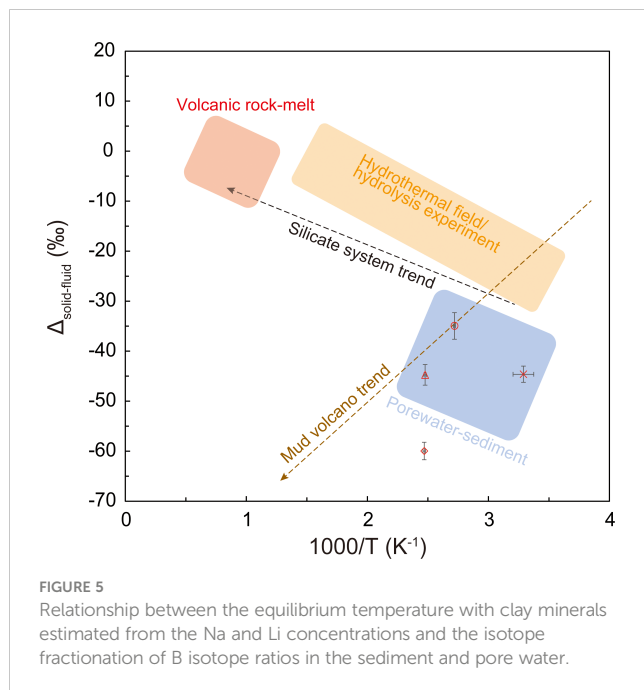 20
10
0
-10
-20
-30
-40
-50
-60
-70
Δsolid-fluid (‰)
Volcanic rock-melt
Hydrothermal field/
hydrolysis experiment
Silicate system trend
Mud volcano trend
Porewater-sediment
0
1
2
3
4
1000/T (K-1)
FIGURE 5
Relationship between the equilibrium temperature with clay minerals
estimated from the Na and Li concentrations and the isotope
fractionation of B isotope ratios in the sediment and pore water.